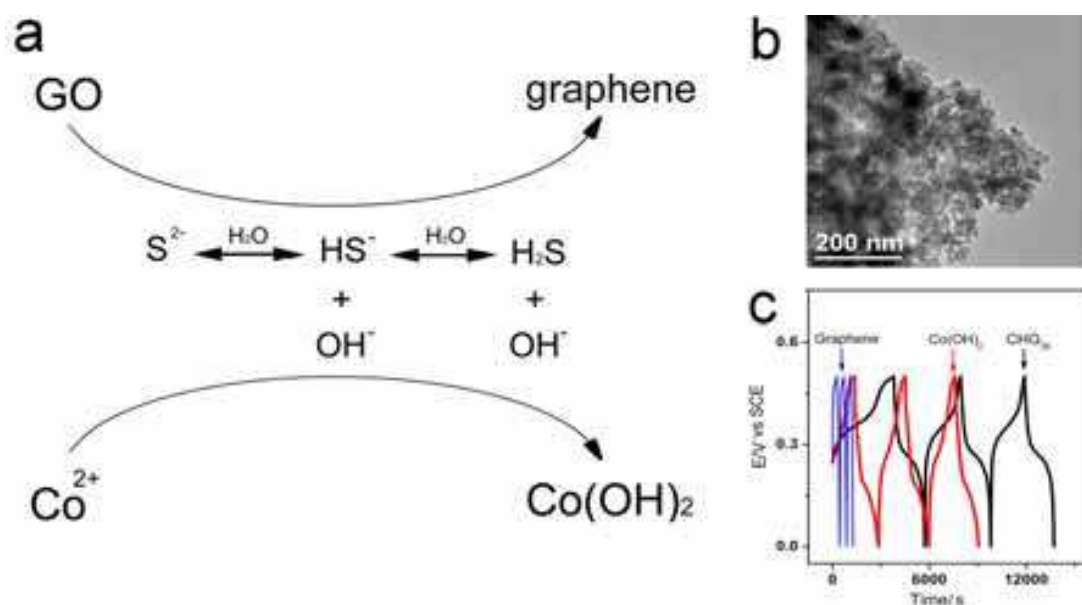 a
GO
graphene
S²⁻ H₂O HS⁻ H₂O H₂S
+ +
OH⁻ OH⁻
Co²⁺
Co(OH)₂
b
200 nm
c
Graphene Co(OH)₂
0.6
0.3
0.0
E/V vs SCE
0 6000 12000
Time/s